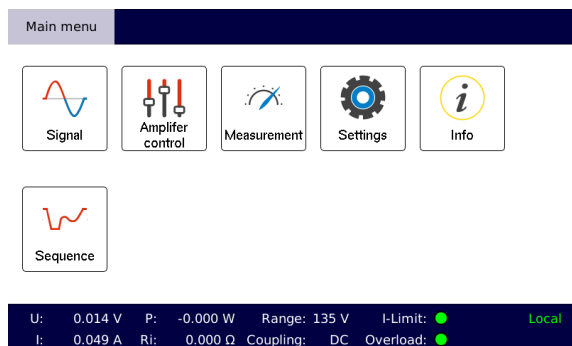 Main menu
Signal
Amplifer
control
Measurement
Settings
i
Info
Sequence
U: 0.014 V P: -0.000 W Range: 135 V I-Limit: Local
I: 0.049 A Ri: 0.000 Ω Coupling: DC Overload: